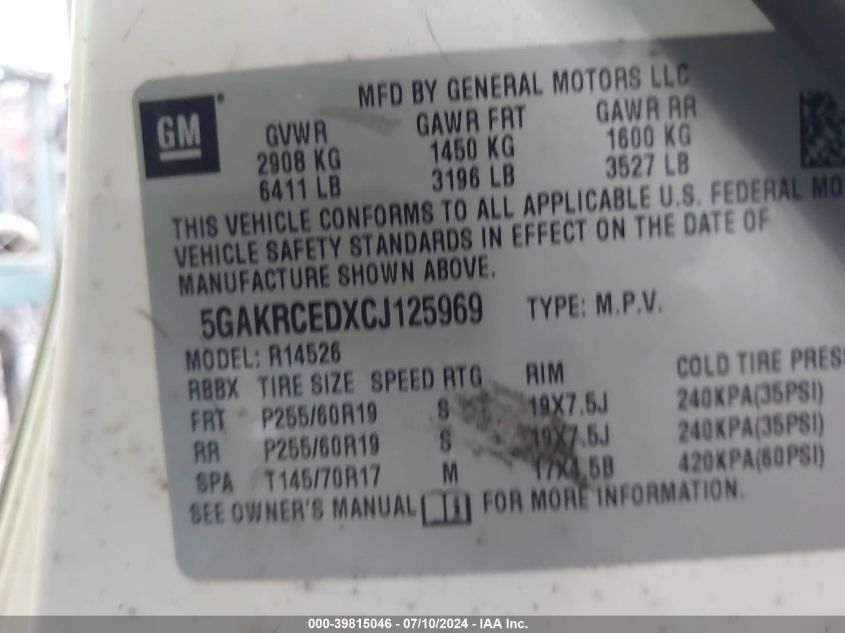 MFD BY GENERAL MOTORS LLC
GM®
GVWR GAWR FRT GAWR RR
2908 KG 1450 KG 1600 KG
6411 LB 3196 LB 3527 LB
THIS VEHICLE CONFORMS TO ALL APPLICABLE U.S. FEDERAL MO
VEHICLE SAFETY STANDARDS IN EFFECT ON THE DATE OF
MANUFACTURE SHOWN ABOVE.
5GAKRCEDXCJ125969 TYPE: M.P.V.
MODEL: R14526
RBBX TIRE SIZE SPEED RTG RIM COLD TIRE PRES
FRT P255/60R19 S 19X7.5J 240KPA(35PSI)
RR P255/60R19 S 19X7.5J 240KPA(35PSI)
SPA T145/70R17 M 17X4.5B 420KPA(60PSI)
SEE OWNER'S MANUAL FOR MORE INFORMATION.
000-39815046 - 07/10/2024 - IAA Inc.